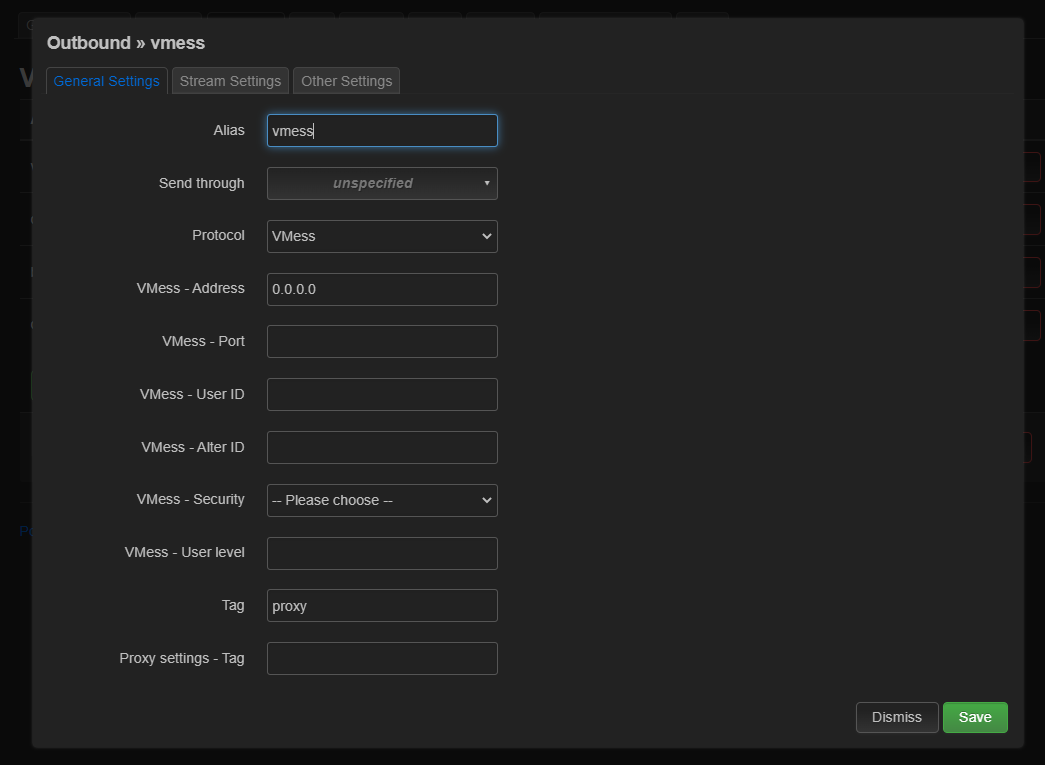 Outbound » vmess
General Settings Stream Settings Other Settings
Alias vmess
Send through unspecified
Protocol VMess
VMess - Address 0.0.0.0
VMess - Port
VMess - User ID
VMess - Alter ID
VMess - Security -- Please choose --
VMess - User level
Tag proxy
Proxy settings - Tag
Dismiss Save